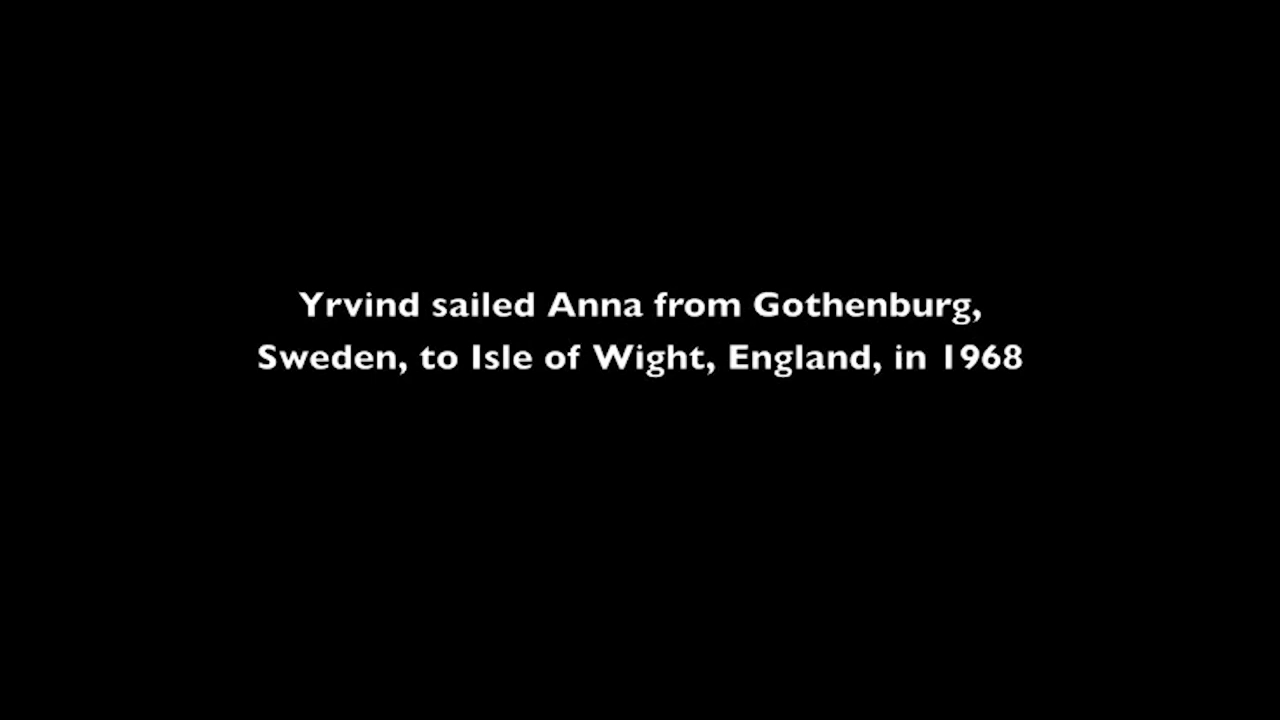 Yrvind sailed Anna from Gothenburg,
Sweden, to Isle of Wight, England, in 1968